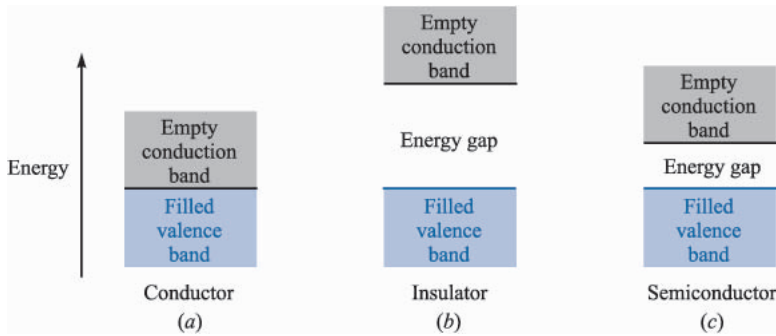 Energy
Empty
conduction
band
Filled
valence
band
Conductor
(a)
Empty
conduction
band
Energy gap
Filled
valence
band
Insulator
(b)
Empty
conduction
band
Energy gap
Filled
valence
band
Semiconductor
(c)